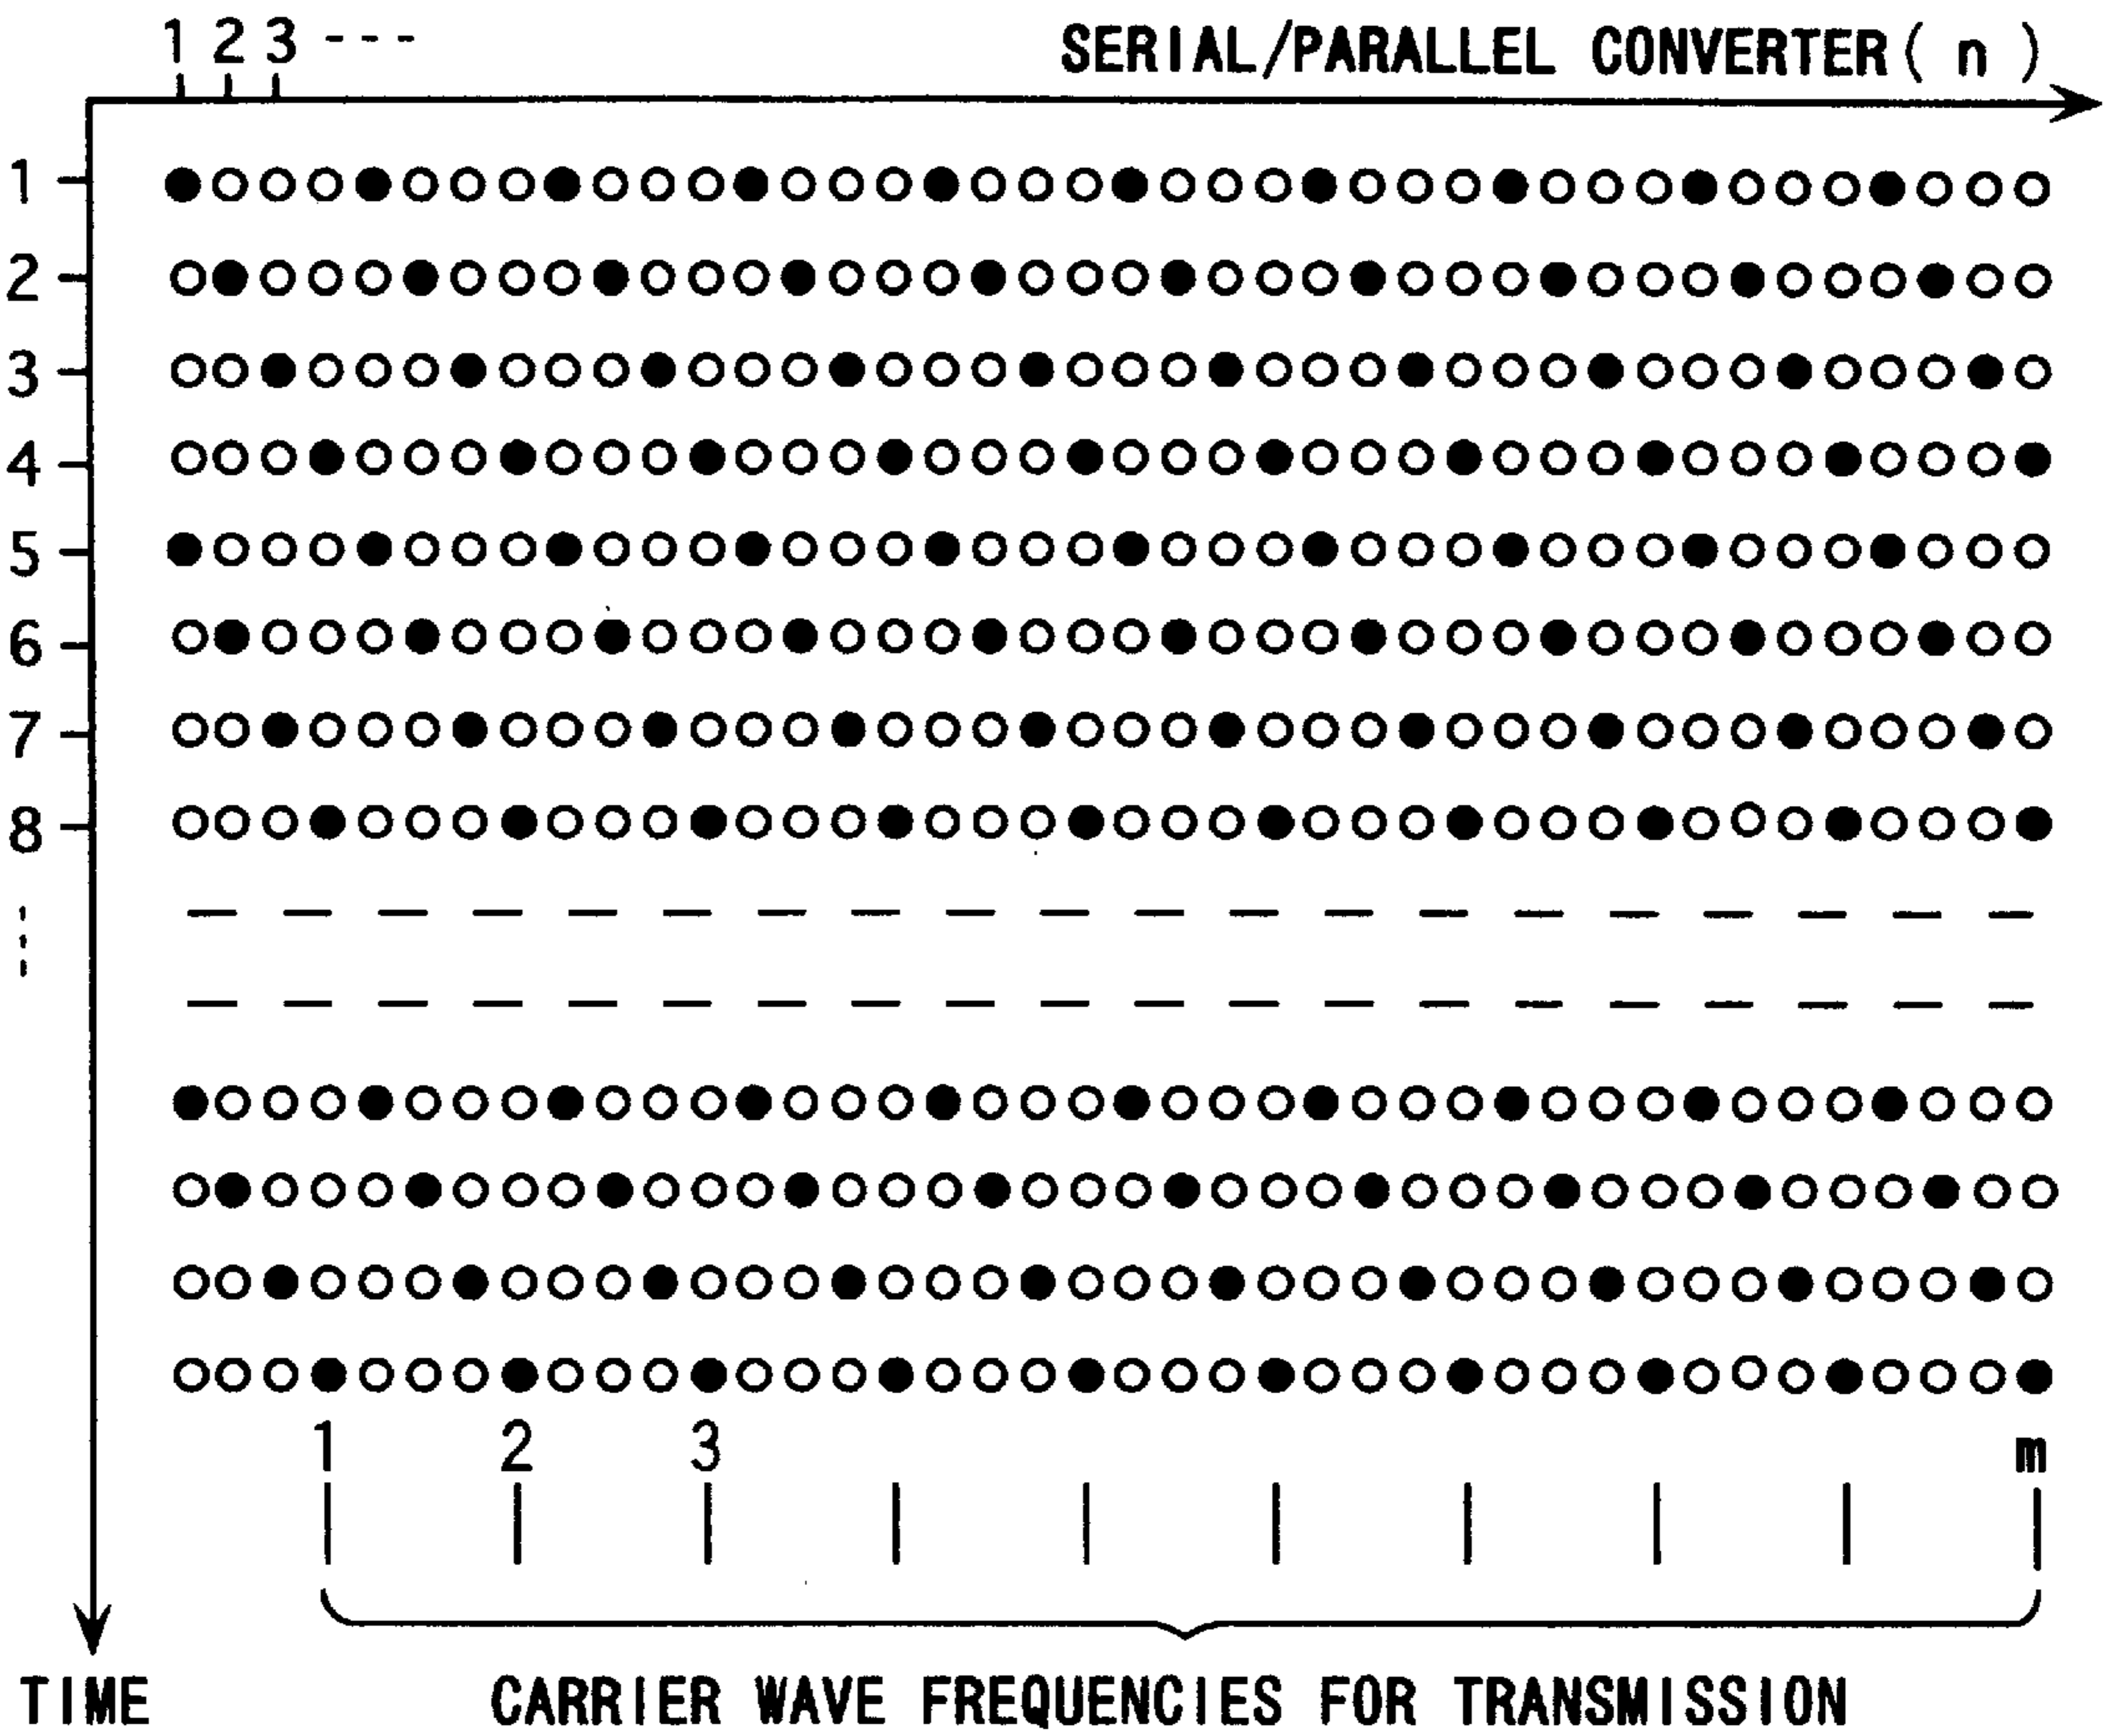 1 2 3 --- SERIAL/PARALLEL CONVERTER( n )
1
2
3
4
5
6
7
8
1 2 3 m
TIME CARRIER WAVE FREQUENCIES FOR TRANSMISSION